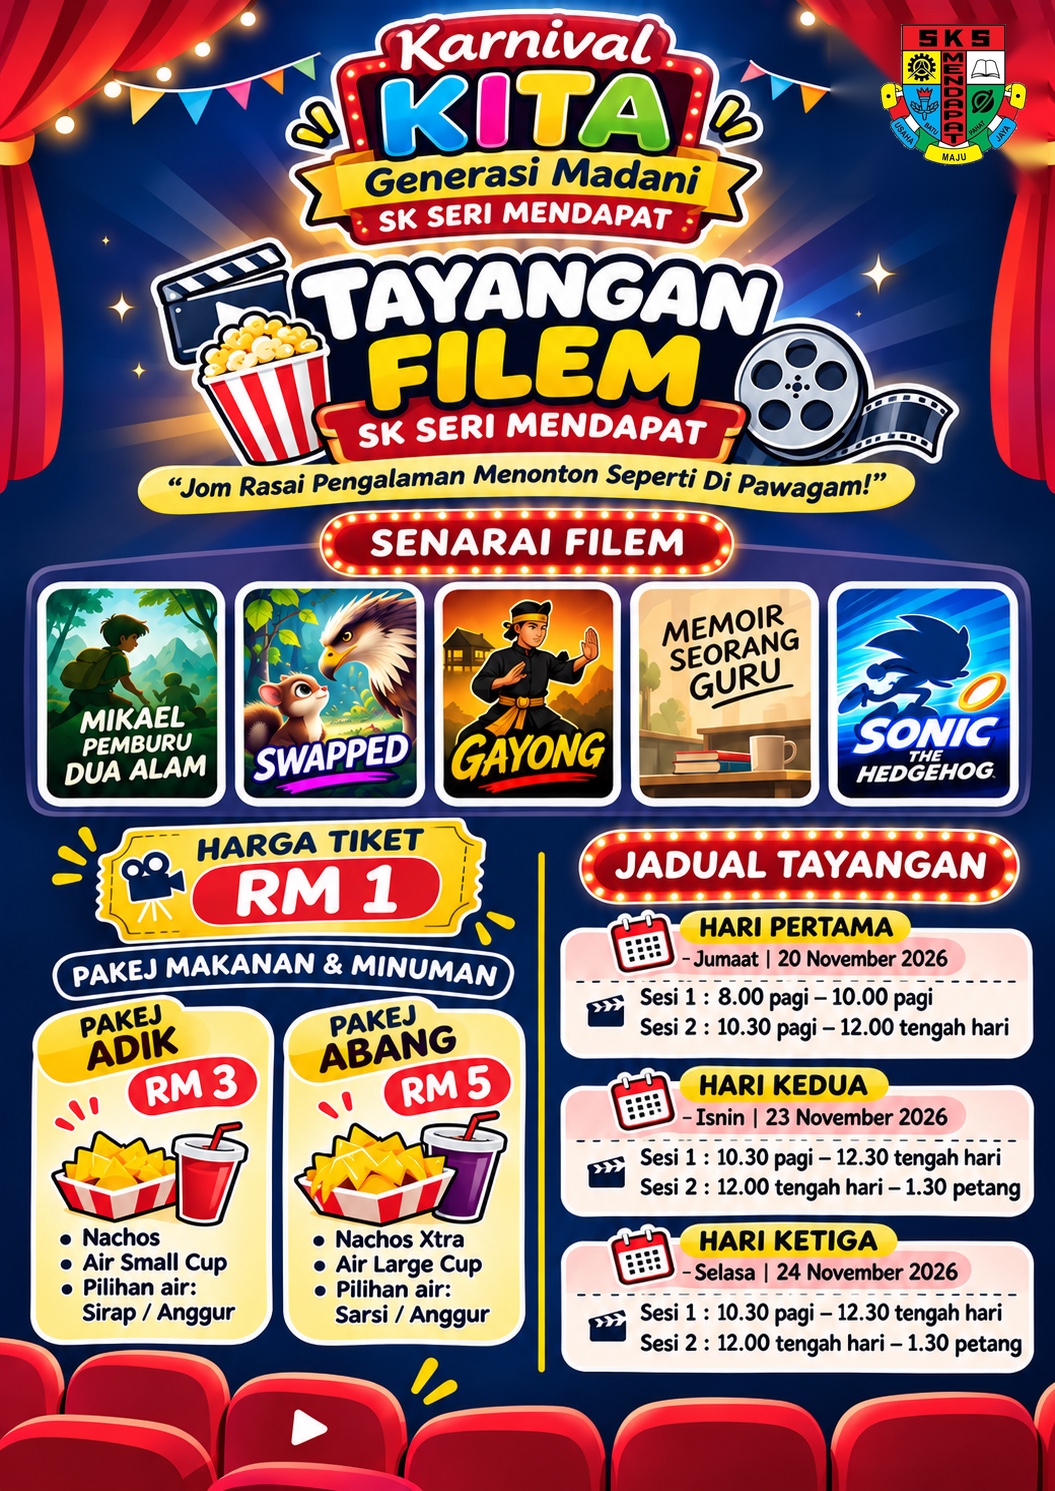 Karnival
KITA
Generasi Madani
SK SERI MENDAPAT
SKS
MENDAPAT
USAHA
BATU
PAHAT
JAYA
MAJU
TAYANGAN
FILEM
SK SERI MENDAPAT
“Jom Rasai Pengalaman Menonton Seperti Di Pawagam!”
SENARAI FILEM
MIKAEL
PEMBURU
DUA ALAM
SWAPPED
GAYONG
MEMOIR
SEORANG
GURU
SONIC
THE
HEDGEHOG
HARGA TIKET
RM 1
PAKEJ MAKANAN & MINUMAN
PAKEJ
ADIK
RM 3
• Nachos
• Air Small Cup
• Pilihan air:
Sirap / Anggur
PAKEJ
ABANG
RM 5
• Nachos Xtra
• Air Large Cup
• Pilihan air:
Sarsi / Anggur
JADUAL TAYANGAN
HARI PERTAMA
- Jumaat | 20 November 2026
Sesi 1 : 8.00 pagi – 10.00 pagi
Sesi 2 : 10.30 pagi – 12.00 tengah hari
HARI KEDUA
- Isnin | 23 November 2026
Sesi 1 : 10.30 pagi – 12.30 tengah hari
Sesi 2 : 12.00 tengah hari – 1.30 petang
HARI KETIGA
- Selasa | 24 November 2026
Sesi 1 : 10.30 pagi – 12.30 tengah hari
Sesi 2 : 12.00 tengah hari – 1.30 petang